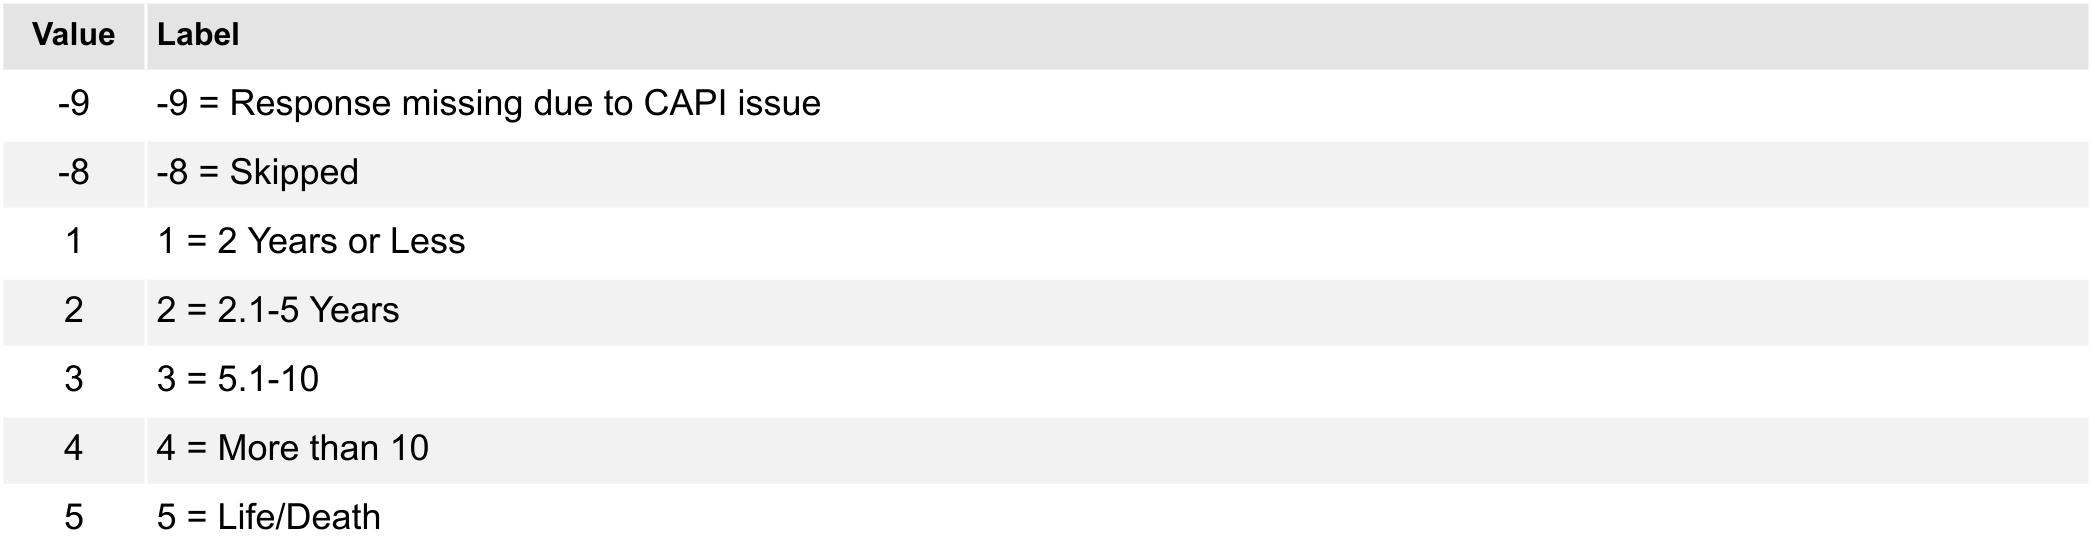 Value Label
-9 -9 = Response missing due to CAPI issue
-8 -8 = Skipped
1 1 = 2 Years or Less
2 2 = 2.1-5 Years
3 3 = 5.1-10
4 4 = More than 10
5 5 = Life/Death